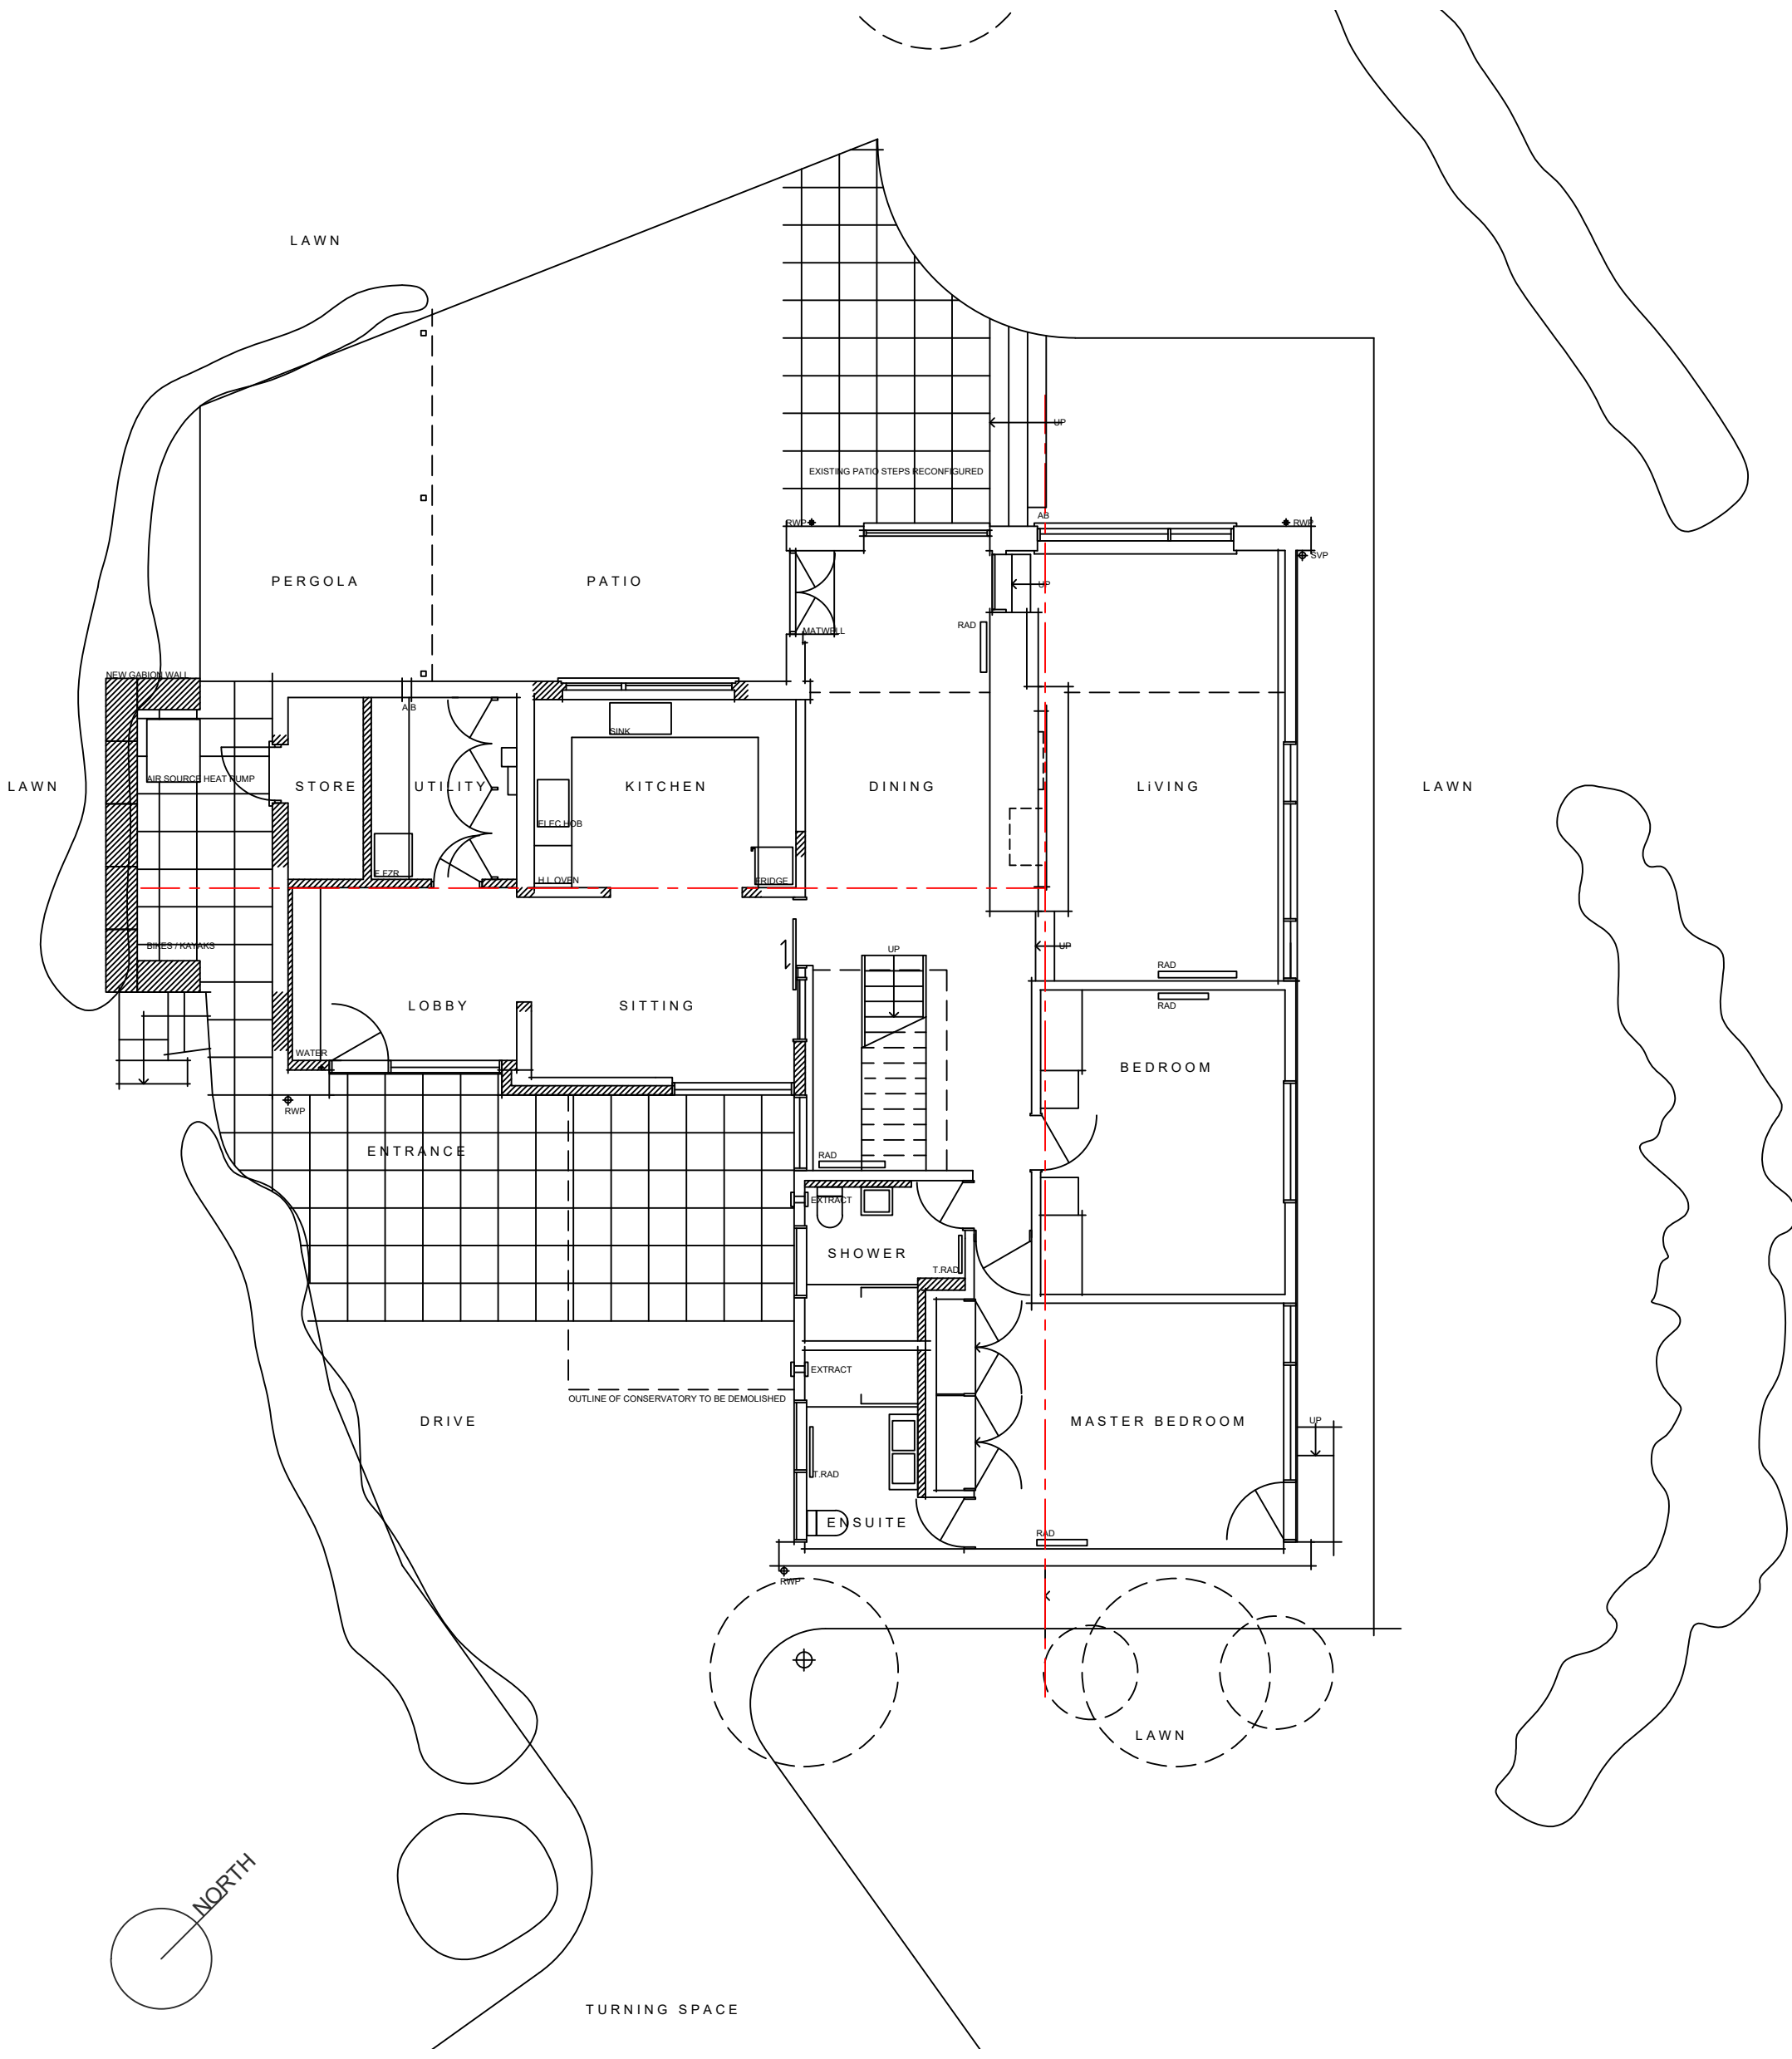 LAWN
UP
EXISTING PATIO STEPS RECONFIGURED
AB
RWP
RWP
SVP
PERGOLA
PATIO
UP
RAD
MATWELL
NEW GABION WALL
AB
SINK
AIR SOURCE HEAT PUMP
LAWN
STORE
UTILITY
KITCHEN
DINING
LiVING
LAWN
ELEC.HOB
F.FZR
H.L.OVEN
FRIDGE
BIKES / KAYAKS
UP
UP
RAD
LOBBY
SITTING
RAD
WATER
BEDROOM
RWP
ENTRANCE
RAD
EXTRACT
SHOWER
T.RAD
EXTRACT
OUTLINE OF CONSERVATORY TO BE DEMOLISHED
DRIVE
MASTER BEDROOM
UP
T.RAD
ENSUITE
RAD
RWP
LAWN
NORTH
TURNING SPACE